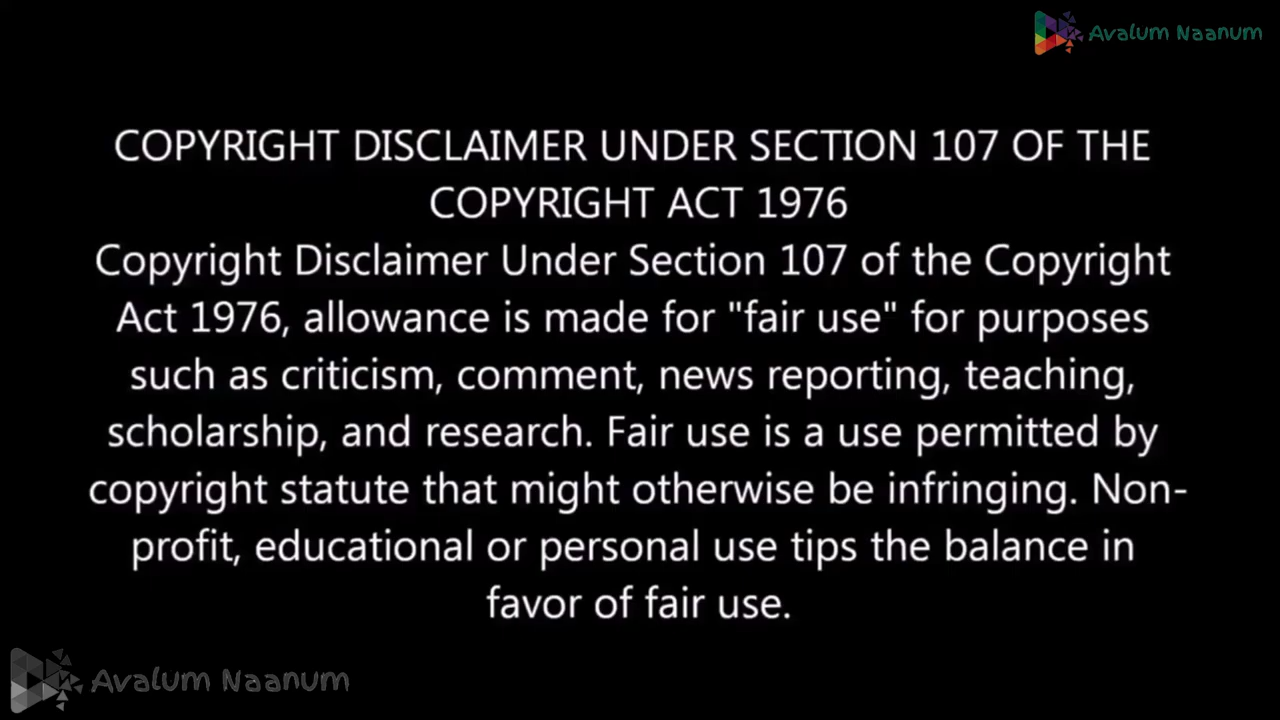 Avalum Naanum
COPYRIGHT DISCLAIMER UNDER SECTION 107 OF THE
COPYRIGHT ACT 1976
Copyright Disclaimer Under Section 107 of the Copyright
Act 1976, allowance is made for "fair use" for purposes
such as criticism, comment, news reporting, teaching,
scholarship, and research. Fair use is a use permitted by
copyright statute that might otherwise be infringing. Non-
profit, educational or personal use tips the balance in
favor of fair use.
Avalum Naanum